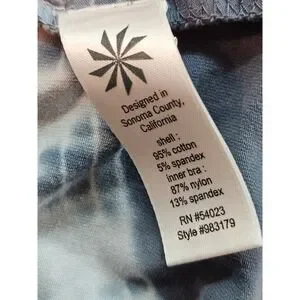 Designed in
Sonoma County,
California
shell :
95% cotton
5% spandex
inner bra :
87% nylon
13% spandex
RN #54023
Style #983179